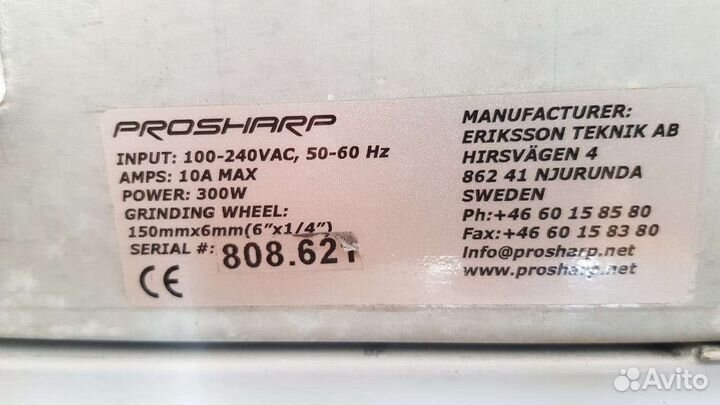 PROSHARP
INPUT: 100-240VAC, 50-60 Hz
AMPS: 10A MAX
POWER: 300W
GRINDING WHEEL:
150mmx6mm(6"x1/4")
SERIAL #: 808.621
CE
MANUFACTURER:
ERIKSSON TEKNIK AB
HIRSVÄGEN 4
862 41 NJURUNDA
SWEDEN
Ph:+46 60 15 85 80
Fax:+46 60 15 83 80
Info@prosharp.net
www.prosharp.net
Avito